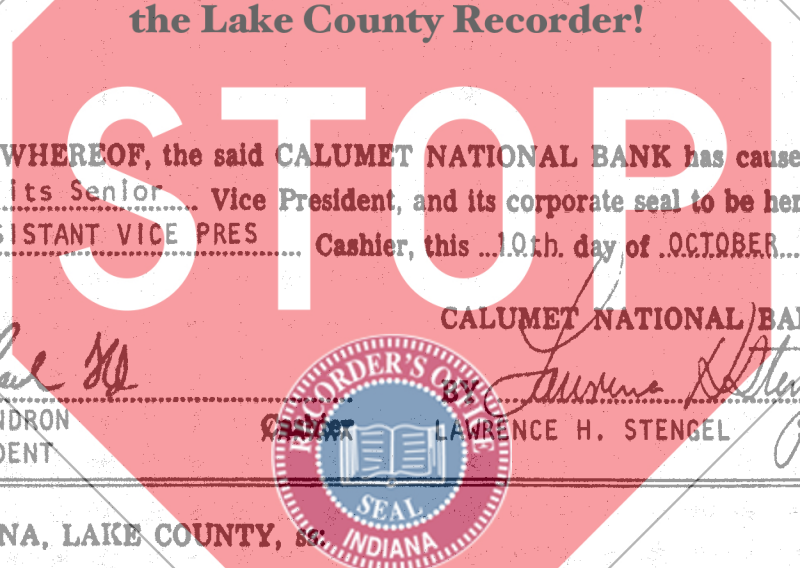 the Lake County Recorder!
STOP
WHEREOF, the said CALUMET NATIONAL BANK has cause
its Senior Vice President, and its corporate seal to be her
SISTANT VICE PRES Cashier, this 10th day of OCTOBER
CALUMET NATIONAL BA
BY
NDRON Cashier LAWRENCE H. STENGEL
DENT
RECORDER'S OFFICE
SEAL
INDIANA
NA, LAKE COUNTY, ss: